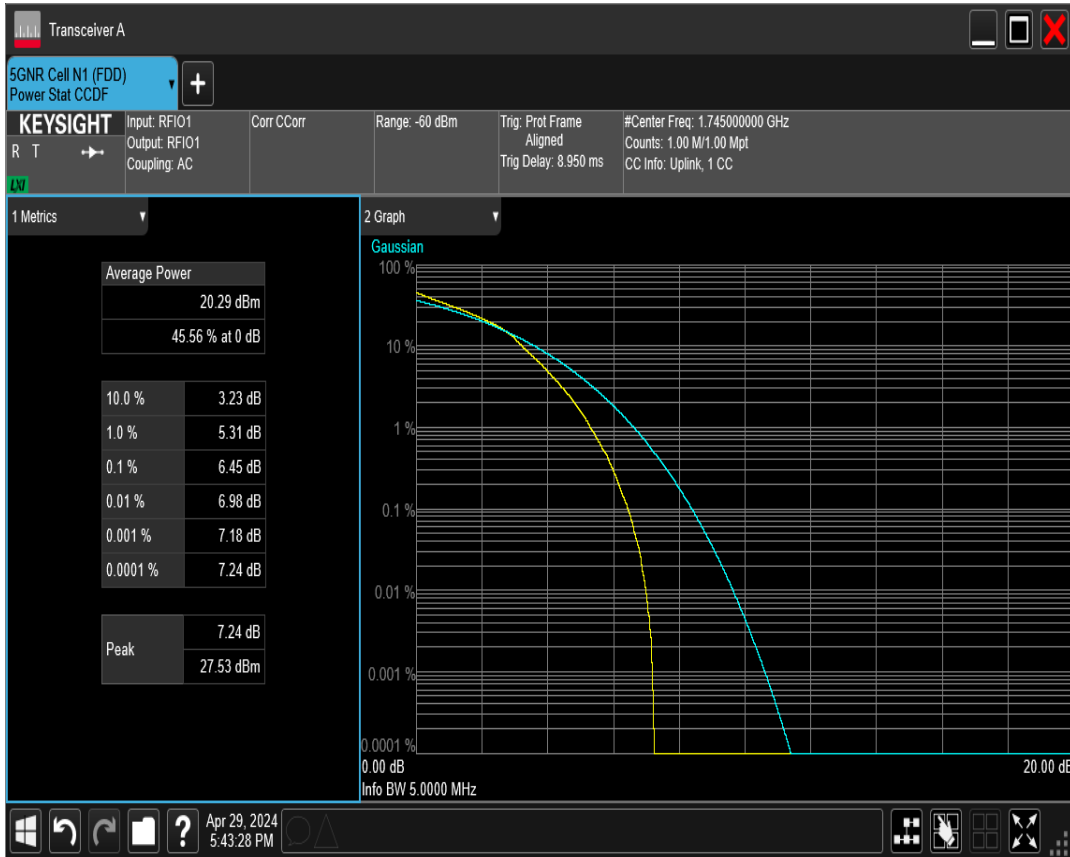 Transceiver A
5GNR Cell N1 (FDD)
Power Stat CCDF
KEYSIGHT
R T
LXI
Input: RFIO1
Output: RFIO1
Coupling: AC
Corr CCorr
Range: -60 dBm
Trig: Prot Frame
Aligned
Trig Delay: 8.950 ms
#Center Freq: 1.745000000 GHz
Counts: 1.00 M/1.00 Mpt
CC Info: Uplink, 1 CC
1 Metrics
Average Power
20.29 dBm
45.56 % at 0 dB
10.0 % 3.23 dB
1.0 % 5.31 dB
0.1 % 6.45 dB
0.01 % 6.98 dB
0.001 % 7.18 dB
0.0001 % 7.24 dB
Peak
7.24 dB
27.53 dBm
2 Graph
Gaussian
100 %
10 %
1 %
0.1 %
0.01 %
0.001 %
0.0001 %
0.00 dB 20.00 dB
Info BW 5.0000 MHz
?
Apr 29, 2024
5:43:28 PM